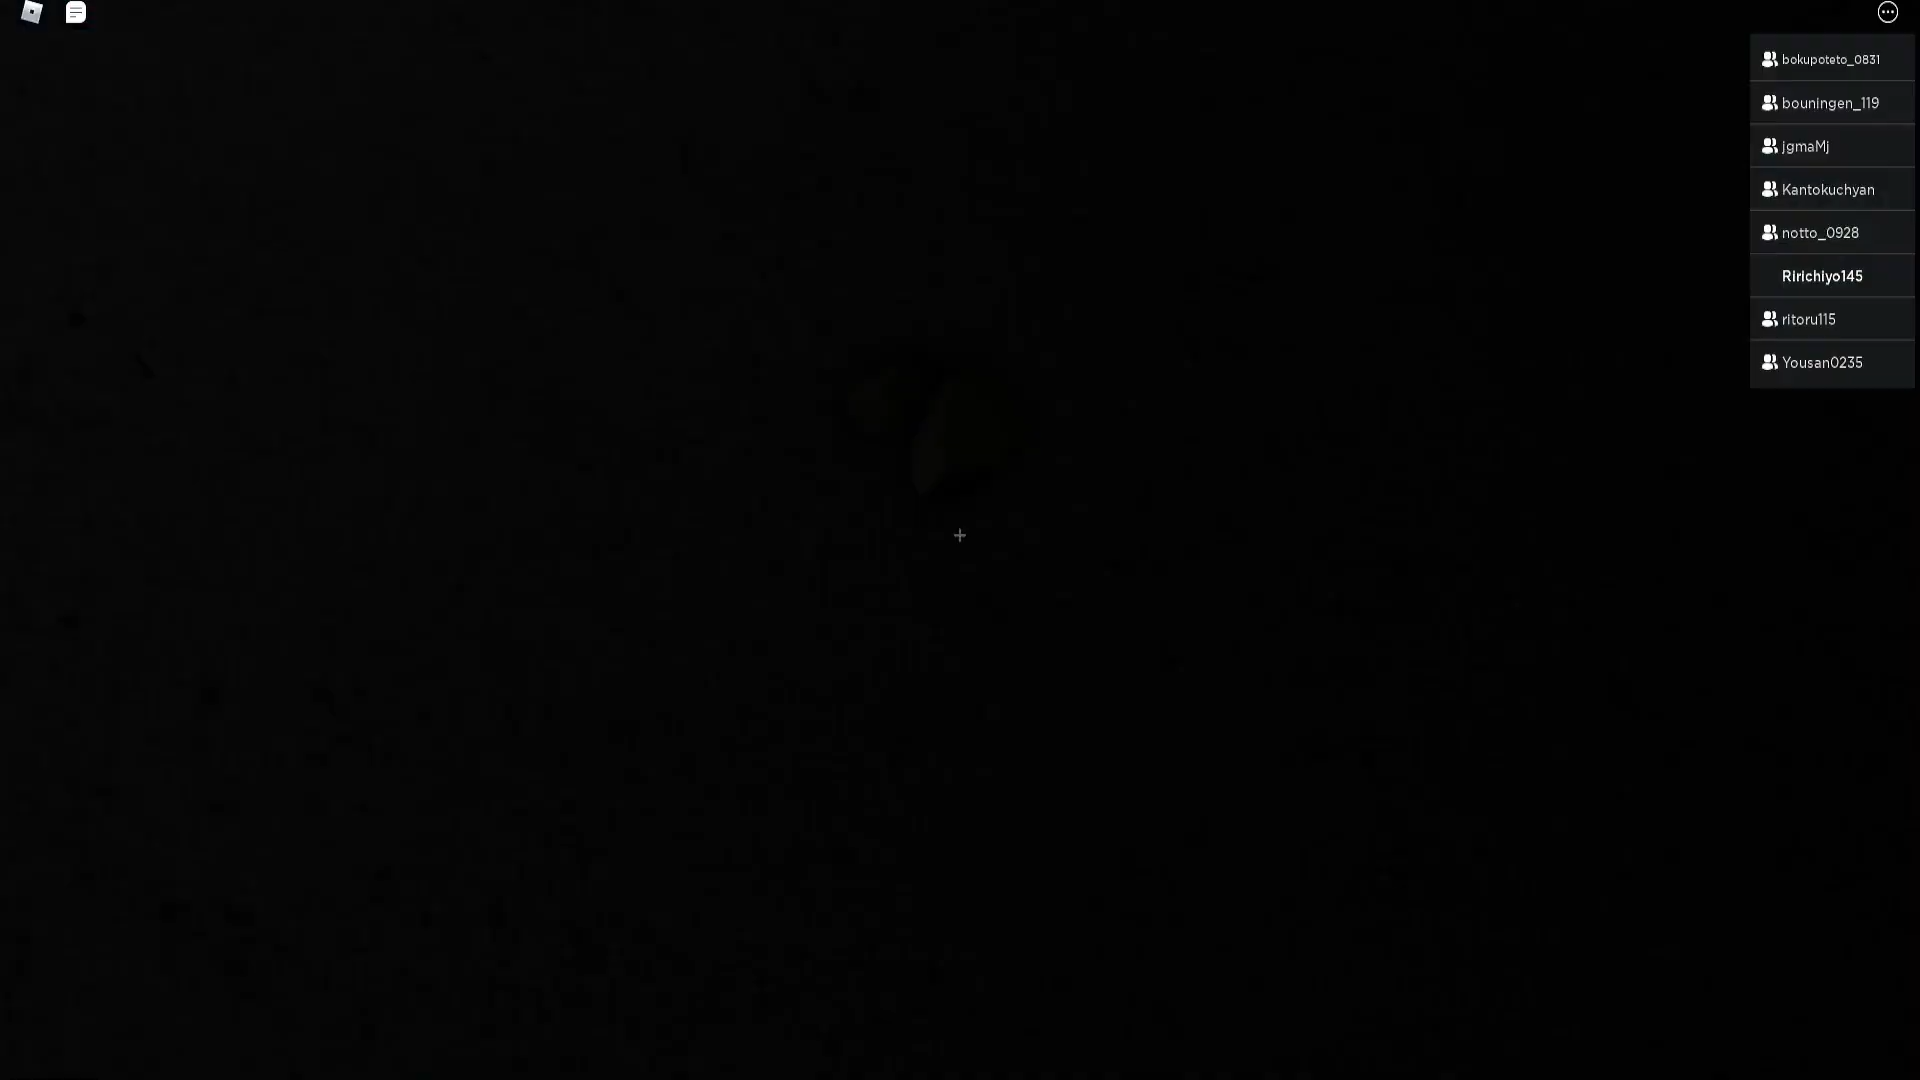 bokupoteto_0831
bouningen_119
jgmaMj
Kantokuchyan
notto_0928
Ririchiyo145
ritoru115
Yousan0235